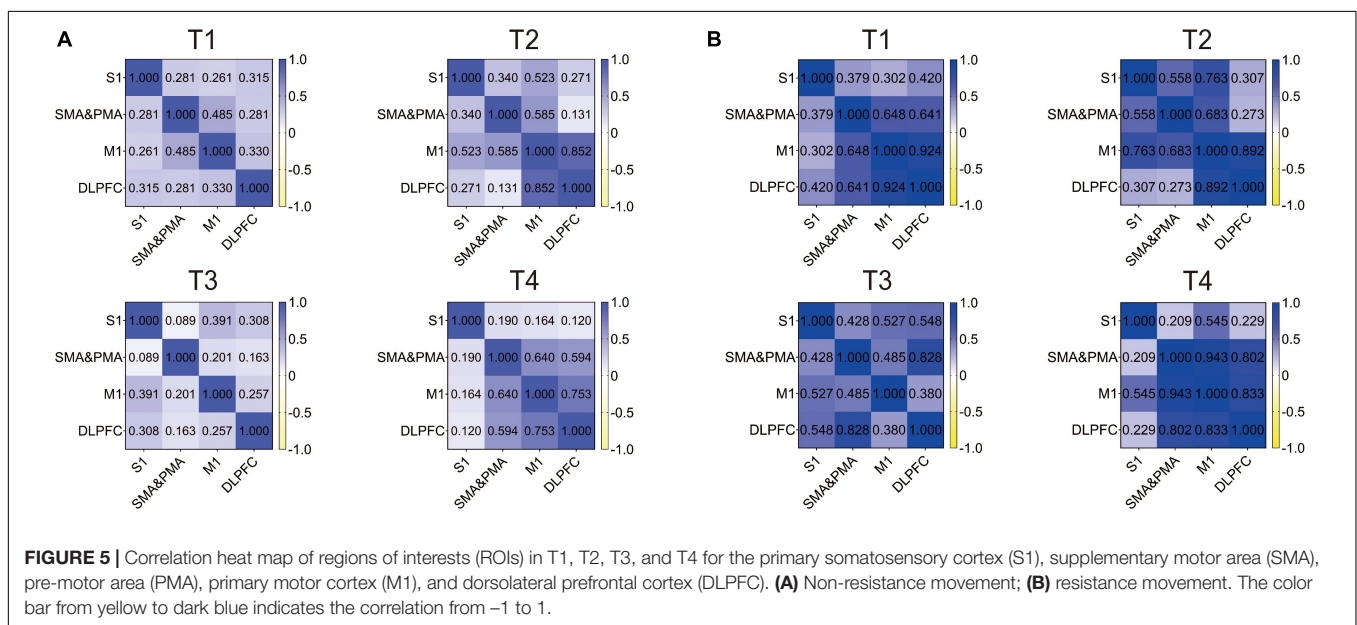 A
T1
S1 1.000 0.281 0.261 0.315
SMA&PMA 0.281 1.000 0.485 0.281
M1 0.261 0.485 1.000 0.330
DLPFC 0.315 0.281 0.330 1.000
S1 SMA&PMA M1 DLPFC
1.0
0.5
0
-0.5
-1.0
T2
1.000 0.340 0.523 0.271
0.340 1.000 0.585 0.131
0.523 0.585 1.000 0.852
0.271 0.131 0.852 1.000
S1 SMA&PMA M1 DLPFC
1.0
0.5
0
-0.5
-1.0
T3
S1 1.000 0.089 0.391 0.308
SMA&PMA 0.089 1.000 0.201 0.163
M1 0.391 0.201 1.000 0.257
DLPFC 0.308 0.163 0.257 1.000
S1 SMA&PMA M1 DLPFC
1.0
0.5
0
-0.5
-1.0
T4
1.000 0.190 0.164 0.120
0.190 1.000 0.640 0.594
0.164 0.640 1.000 0.753
0.120 0.594 0.753 1.000
S1 SMA&PMA M1 DLPFC
1.0
0.5
0
-0.5
-1.0
B
T1
S1 1.000 0.379 0.302 0.420
SMA&PMA 0.379 1.000 0.648 0.641
M1 0.302 0.648 1.000 0.924
DLPFC 0.420 0.641 0.924 1.000
S1 SMA&PMA M1 DLPFC
1.0
0.5
0
-0.5
-1.0
T2
S1 1.000 0.558 0.763 0.307
SMA&PMA 0.558 1.000 0.683 0.273
M1 0.763 0.683 1.000 0.892
DLPFC 0.307 0.273 0.892 1.000
S1 SMA&PMA M1 DLPFC
1.0
0.5
0
-0.5
-1.0
T3
S1 1.000 0.428 0.527 0.548
SMA&PMA 0.428 1.000 0.485 0.828
M1 0.527 0.485 1.000 0.380
DLPFC 0.548 0.828 0.380 1.000
S1 SMA&PMA M1 DLPFC
1.0
0.5
0
-0.5
-1.0
T4
S1 1.000 0.209 0.545 0.229
SMA&PMA 0.209 1.000 0.943 0.802
M1 0.545 0.943 1.000 0.833
DLPFC 0.229 0.802 0.833 1.000
S1 SMA&PMA M1 DLPFC
1.0
0.5
0
-0.5
-1.0
FIGURE 5 | Correlation heat map of regions of interests (ROIs) in T1, T2, T3, and T4 for the primary somatosensory cortex (S1), supplementary motor area (SMA),
pre-motor area (PMA), primary motor cortex (M1), and dorsolateral prefrontal cortex (DLPFC). (A) Non-resistance movement; (B) resistance movement. The color
bar from yellow to dark blue indicates the correlation from –1 to 1.